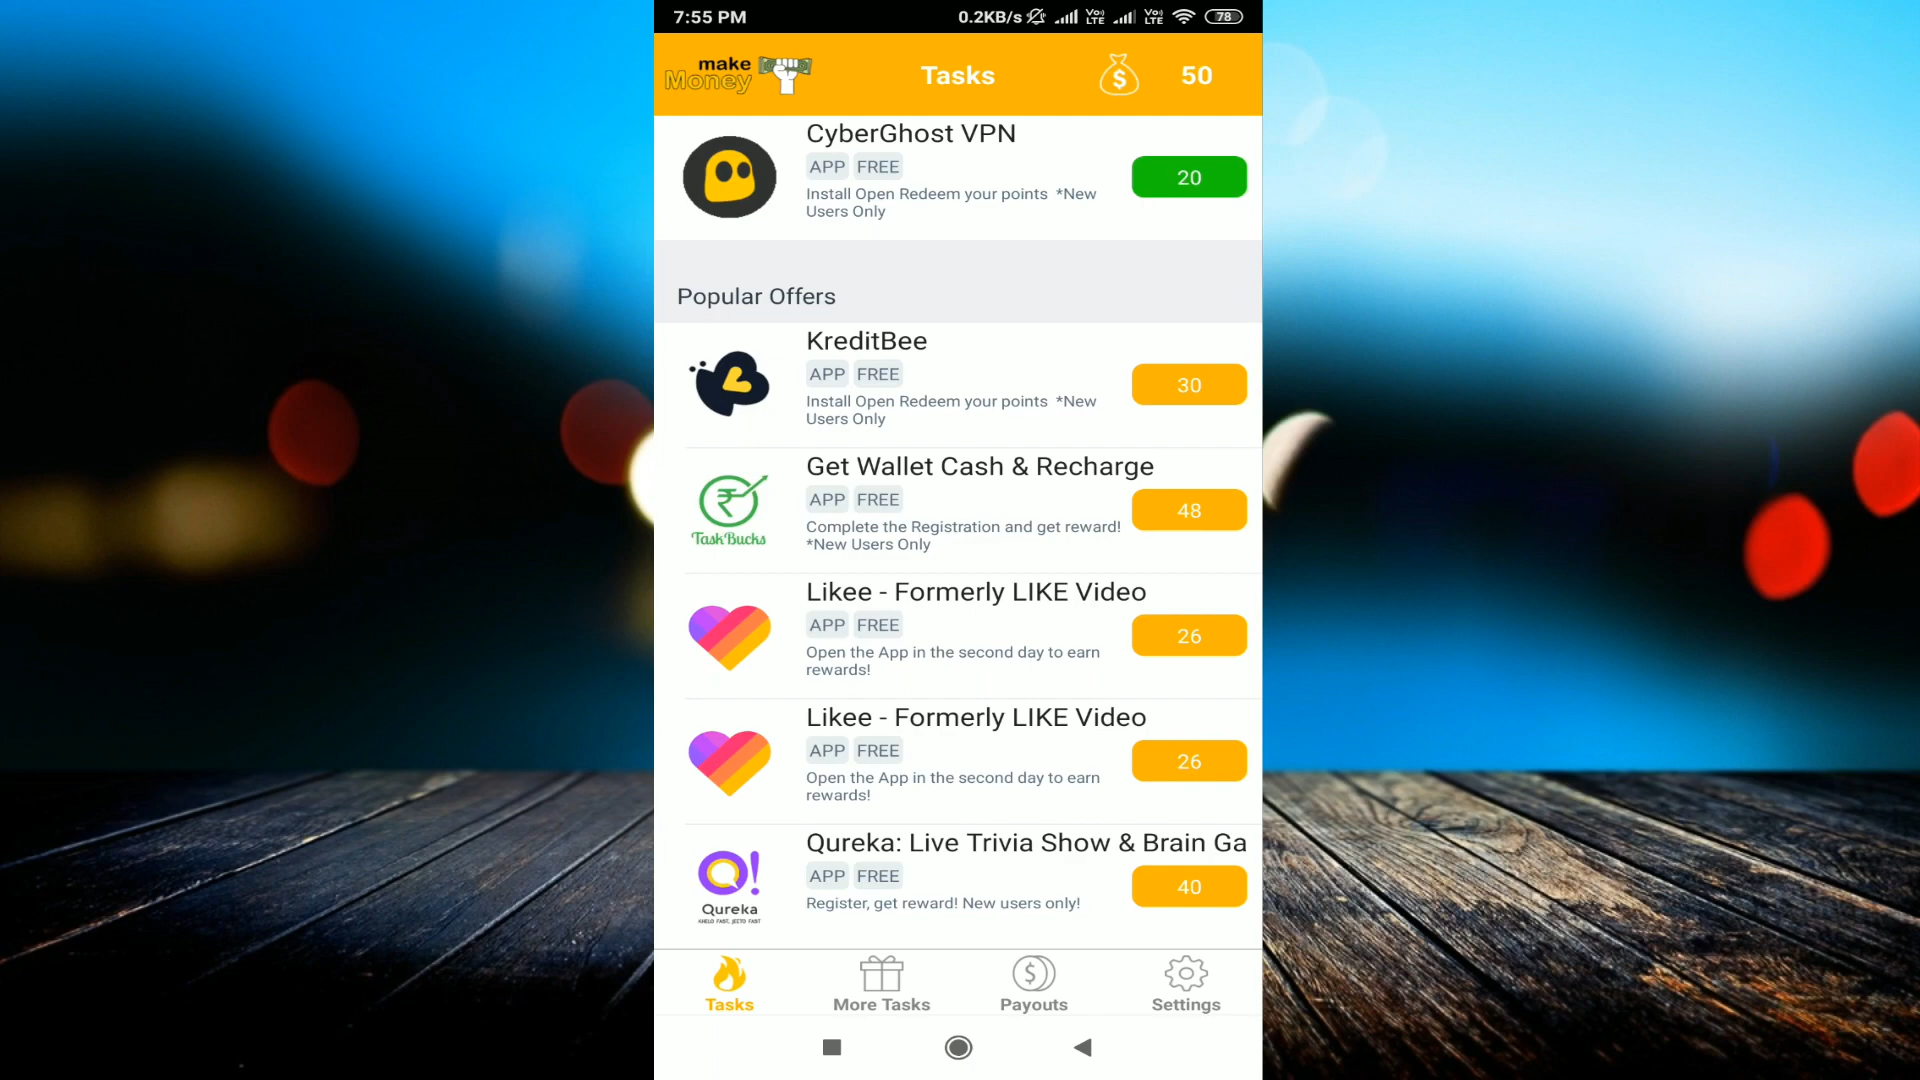 7:55 PM
0.2KB/s Vo) LTE Vo) LTE 78
make
Money
Tasks
$
50
CyberGhost VPN
APP FREE
Install Open Redeem your points *New
Users Only
20
Popular Offers
KreditBee
APP FREE
Install Open Redeem your points *New
Users Only
30
Get Wallet Cash & Recharge
APP FREE
Complete the Registration and get reward!
*New Users Only
48
₹
TaskBucks
Likee - Formerly LIKE Video
APP FREE
Open the App in the second day to earn
rewards!
26
Likee - Formerly LIKE Video
APP FREE
Open the App in the second day to earn
rewards!
26
Qureka: Live Trivia Show & Brain Ga
APP FREE
Register, get reward! New users only!
40
Q!
Qureka
KHELO FAST, JEETO FAST
Tasks
More Tasks
$
Payouts
Settings